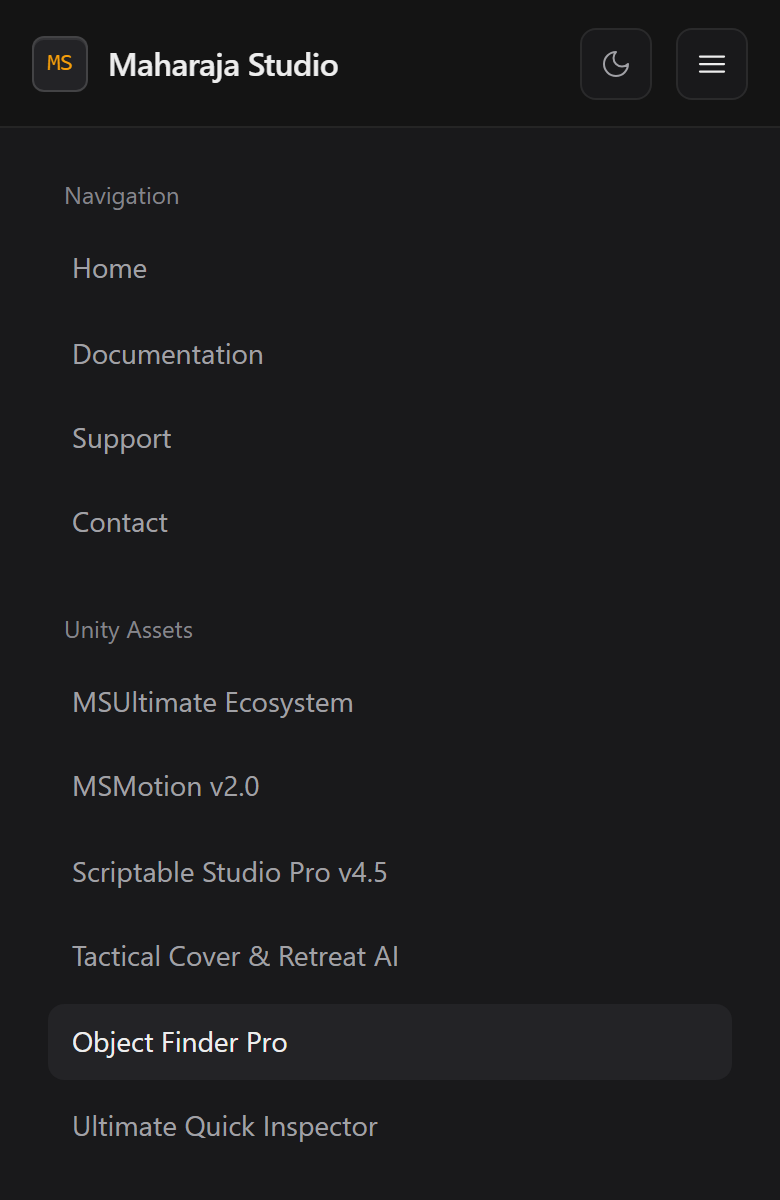 MS Maharaja Studio
Navigation
Home
Documentation
Support
Contact
Unity Assets
MSUltimate Ecosystem
MSMotion v2.0
Scriptable Studio Pro v4.5
Tactical Cover & Retreat AI
Object Finder Pro
Ultimate Quick Inspector